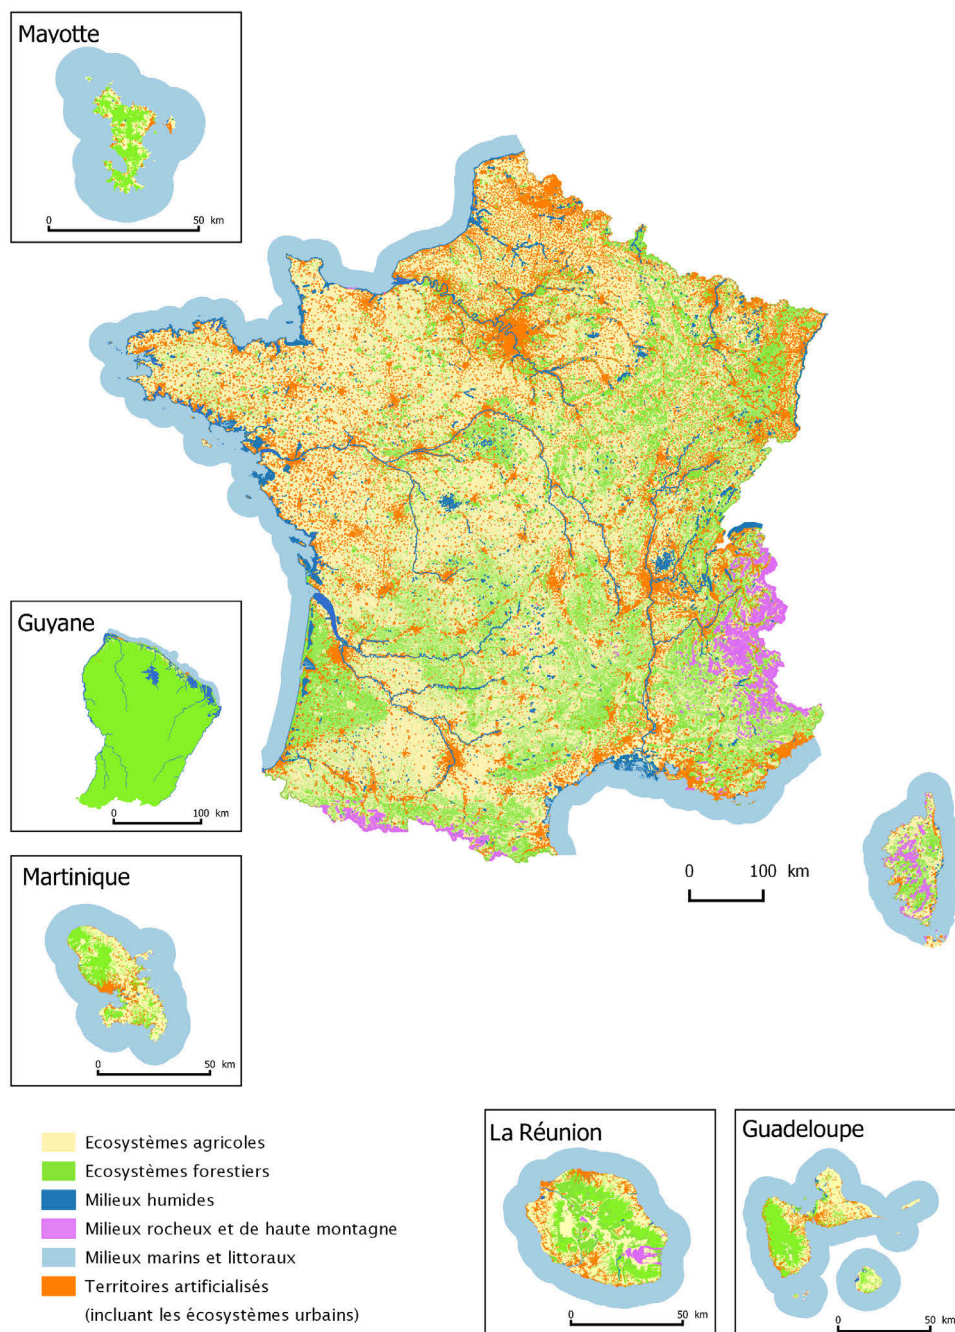 Mayotte
0 50 km
Guyane
0 100 km
0 100 km
Martinique
0 50 km
Ecosystèmes agricoles
Ecosystèmes forestiers
Milieux humides
Milieux rocheux et de haute montagne
Milieux marins et littoraux
Territoires artificialisés
(incluant les écosystèmes urbains)
La Réunion
0 50 km
Guadeloupe
0 50 km